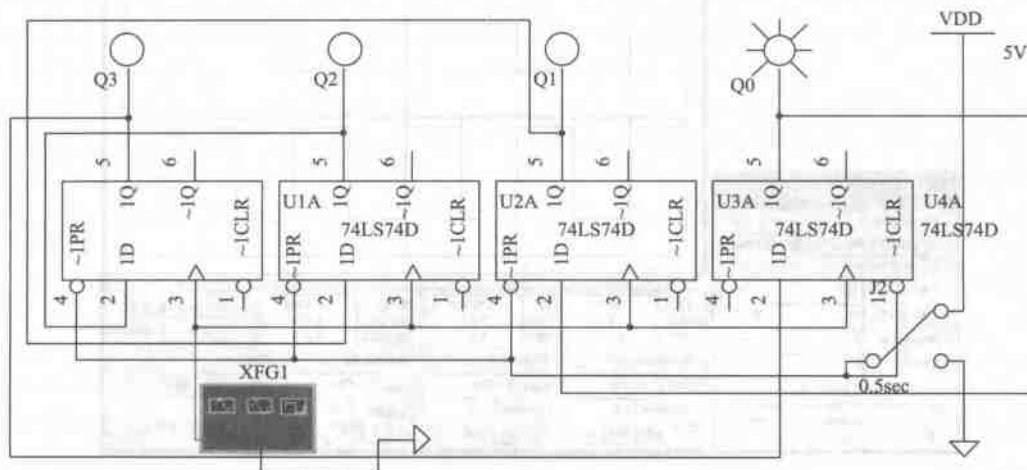 VDD
5V
Q3
Q2
Q1
Q0
5
6
5
6
5
6
5
6
1Q
~1Q
U1A
1Q
~1Q
U2A
1Q
~1Q
U3A
1Q
~1Q
U4A
74LS74D
74LS74D
74LS74D
74LS74D
~1PR
1D
~1CLR
~1PR
1D
~1CLR
~1PR
1D
~1CLR
~1PR
1D
~1CLR
J2
4
2
3
1
4
2
3
1
4
2
3
1
4
2
3
1
0.5sec
XFG1